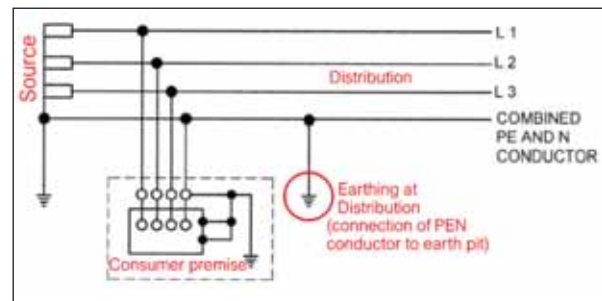 Source
L 1
L 2
Distribution
L 3
COMBINED
PE AND N
CONDUCTOR
Earthing at
Distribution
(connection of PEN
conductor to earth pit)
Consumer premise